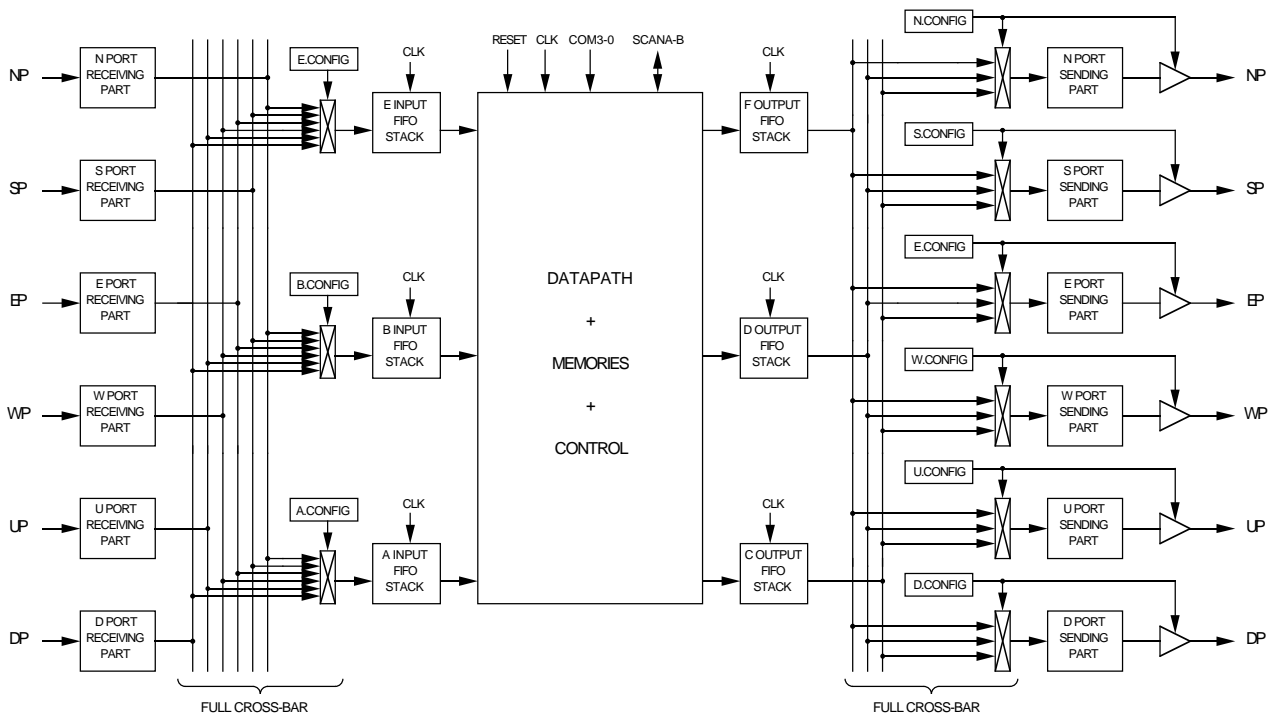 NP
N PORT
RECEIVING
PART
SP
S PORT
RECEIVING
PART
EP
E PORT
RECEIVING
PART
WP
W PORT
RECEIVING
PART
UP
U PORT
RECEIVING
PART
DP
D PORT
RECEIVING
PART
FULL CROSS-BAR
E.CONFIG
CLK
E INPUT
FIFO
STACK
B.CONFIG
CLK
B INPUT
FIFO
STACK
A.CONFIG
CLK
A INPUT
FIFO
STACK
RESET CLK COM3-0 SCANA-B
DATAPATH
+
MEMORIES
+
CONTROL
CLK
F OUTPUT
FIFO
STACK
CLK
D OUTPUT
FIFO
STACK
CLK
C OUTPUT
FIFO
STACK
N.CONFIG
N PORT
SENDING
PART
NP
S.CONFIG
S PORT
SENDING
PART
SP
E.CONFIG
E PORT
SENDING
PART
EP
W.CONFIG
W PORT
SENDING
PART
WP
U.CONFIG
U PORT
SENDING
PART
UP
D.CONFIG
D PORT
SENDING
PART
DP
FULL CROSS-BAR